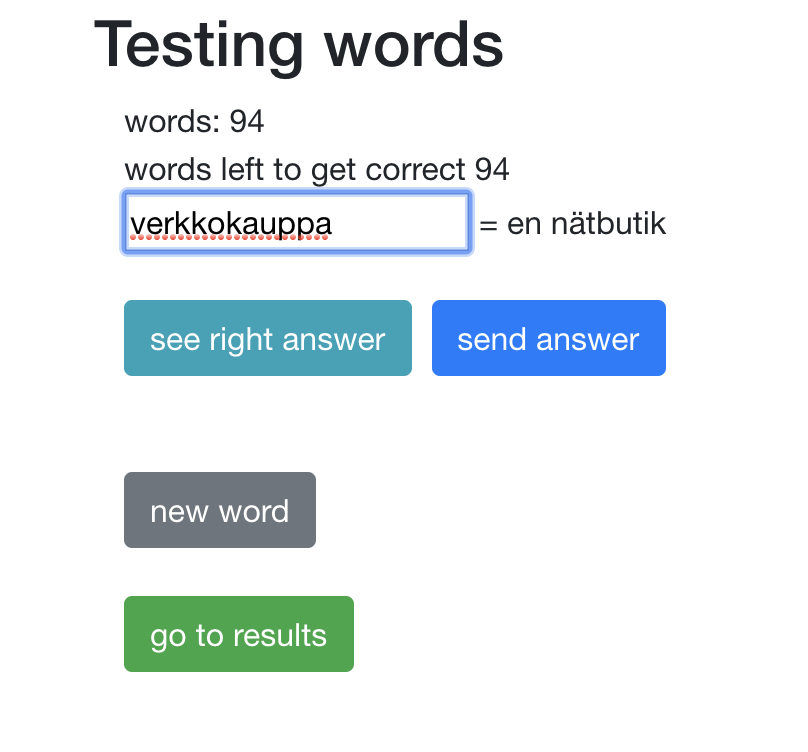 Testing words
words: 94
words left to get correct 94
verkkokauppa = en nätbutik
see right answer send answer
new word
go to results